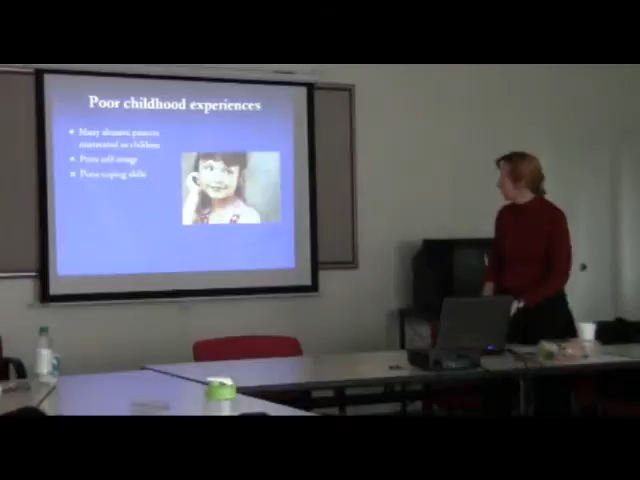 Poor childhood experiences
Many abusive parents
mistreated as children
Poor self-image
Poor coping skills